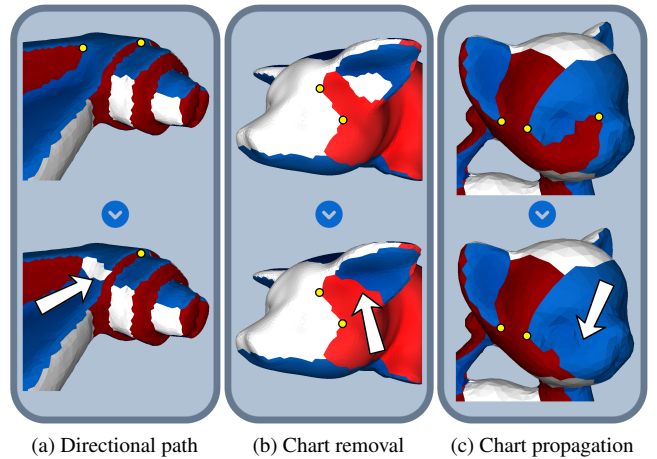 (a) Directional path
(b) Chart removal
(c) Chart propagation